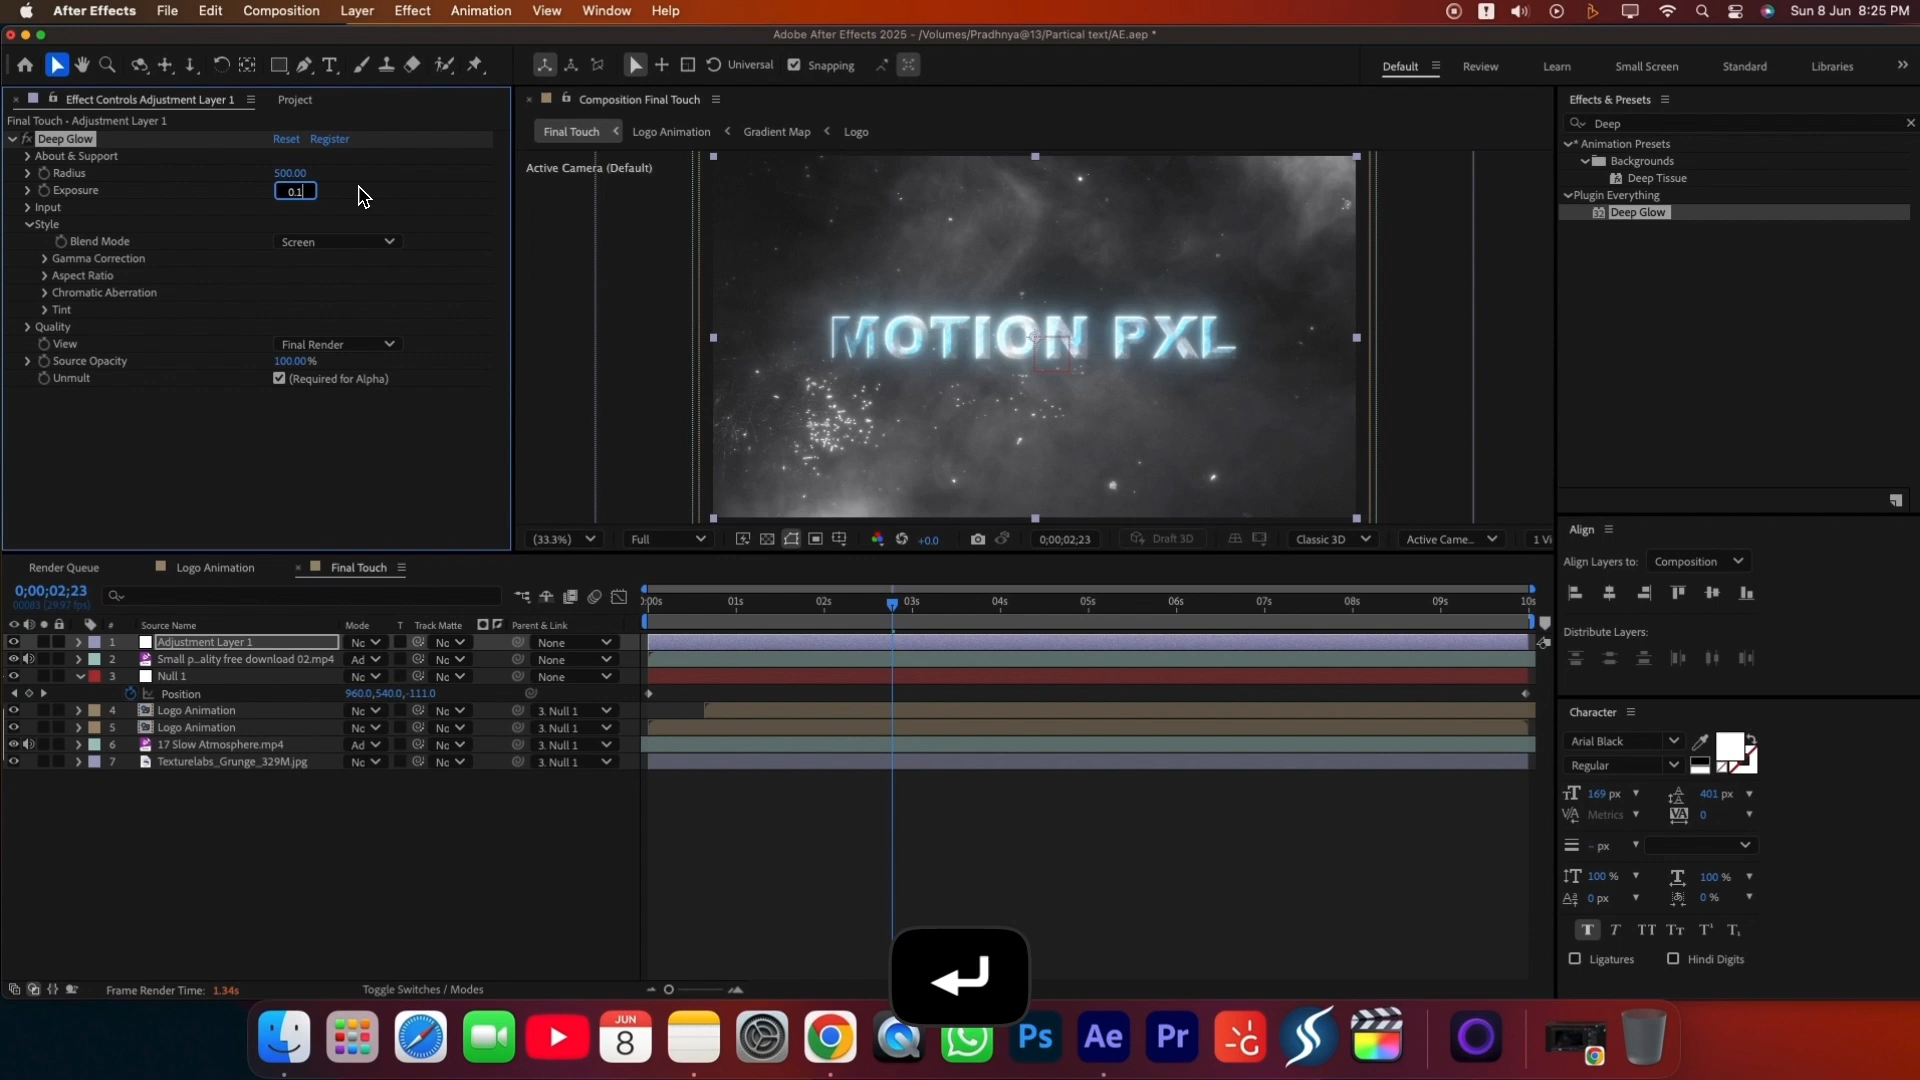 After Effects File Edit Composition Layer Effect Animation View Window Help Sun 8 Jun 8:25 PM
Adobe After Effects 2025 - /Volumes/Pradhnya@13/Partical text/AE.aep *
Universal Snapping Default Review Learn Small Screen Standard Libraries
Effect Controls Adjustment Layer 1 Project
Final Touch • Adjustment Layer 1
fx Deep Glow Reset Register
About & Support
Radius 500.00
Exposure 0.1
Input
Style
Blend Mode Screen
Gamma Correction
Aspect Ratio
Chromatic Aberration
Tint
Quality
View Final Render
Source Opacity 100.00%
Unmult (Required for Alpha)
Composition Final Touch
Final Touch Logo Animation Gradient Map Logo
Active Camera (Default)
MOTION PXL
(33.3%) Full +0.0 0;00;02;23 Draft 3D Classic 3D Active Came... 1 Vi
Effects & Presets
Deep
* Animation Presets
Backgrounds
Deep Tissue
Plugin Everything
32 Deep Glow
Align
Align Layers to: Composition
Distribute Layers:
Character
Arial Black
Regular
169 px 401 px
Metrics 0
- px
100 % 100 %
0 px 0 %
T T TT Tт T¹ T₁
Ligatures Hindi Digits
Render Queue Logo Animation Final Touch
0;00;02;23
00083 (29.97 fps)
:00s 01s 02s 03s 04s 05s 06s 07s 08s 09s 10s
# Source Name Mode T Track Matte Parent & Link
1 Adjustment Layer 1 Nc Nc None
2 Small p...ality free download 02.mp4 Ad Nc None
3 Null 1 Nc Nc None
Position 960.0,540.0,-111.0
4 Logo Animation Nc Nc 3. Null 1
5 Logo Animation Nc Nc 3. Null 1
6 17 Slow Atmosphere.mp4 Ad Nc 3. Null 1
7 Texturelabs_Grunge_329M.jpg Nc Nc 3. Null 1
Frame Render Time: 1.34s Toggle Switches / Modes
JUN
8
Ps Ae Pr